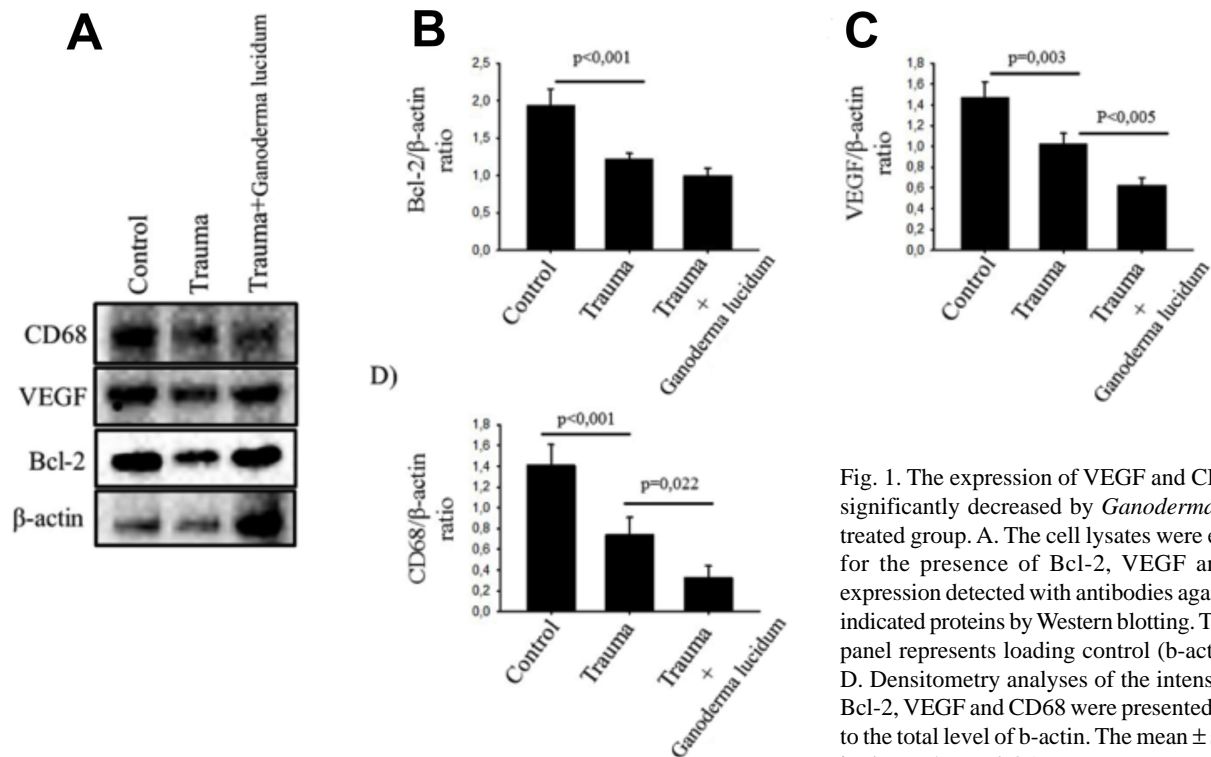 A
Control
Trauma
Trauma+Ganoderma lucidum
CD68
VEGF
Bcl-2
β-actin
B
Bcl-2/β-actin
ratio
2,5
2,0
1,5
1,0
0,5
0,0
p<0,001
Control
Trauma
Trauma
+
Ganoderma lucidum
C
VEGF/β-actin
ratio
1,8
1,6
1,4
1,2
1,0
0,8
0,6
0,4
0,2
0,0
p=0,003
P<0,005
Control
Trauma
Trauma
+
Ganoderma lucidum
D)
CD68/β-actin
ratio
1,8
1,6
1,4
1,2
1,0
0,8
0,6
0,4
0,2
0,0
p<0,001
p=0,022
Control
Trauma
Trauma
+
Ganoderma lucidum
Fig. 1. The expression of VEGF and CD
significantly decreased by Ganoderma
treated group. A. The cell lysates were e
for the presence of Bcl-2, VEGF an
expression detected with antibodies aga
indicated proteins by Western blotting. T
panel represents loading control (b-act
D. Densitometry analyses of the intens
Bcl-2, VEGF and CD68 were presented
to the total level of b-actin. The mean ±